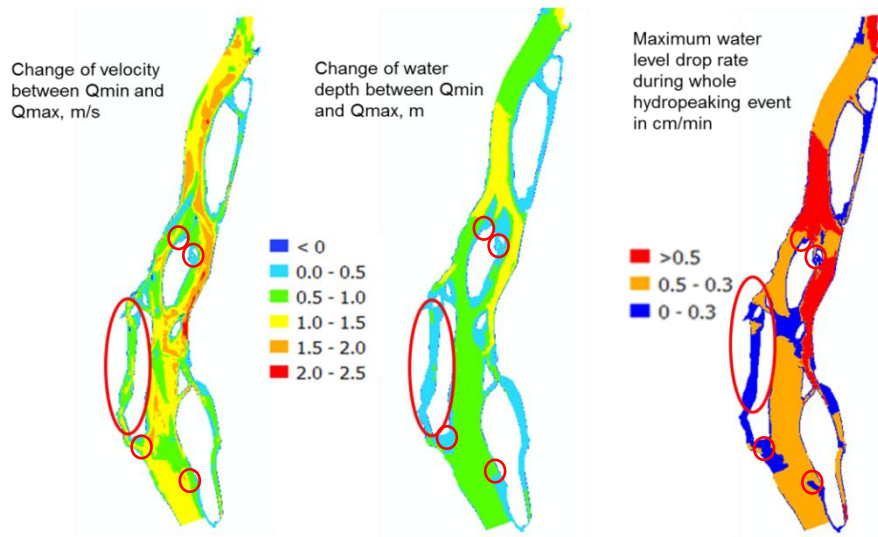 Change of velocity
between Qmin and
Qmax, m/s
Change of water
depth between Qmin
and Qmax, m
Maximum water
level drop rate
during whole
hydropeaking event
in cm/min
< 0
0.0 - 0.5
0.5 - 1.0
1.0 - 1.5
1.5 - 2.0
2.0 - 2.5
>0.5
0.5 - 0.3
0 - 0.3